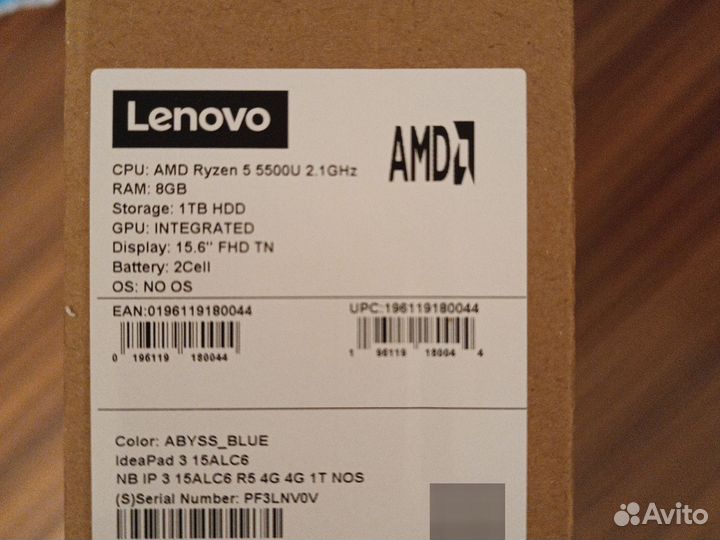 Lenovo
AMD
CPU: AMD Ryzen 5 5500U 2.1GHz
RAM: 8GB
Storage: 1TB HDD
GPU: INTEGRATED
Display: 15.6" FHD TN
Battery: 2Cell
OS: NO OS
EAN:0196119180044
UPC:196119180044
0 196119 180044
1 96119 18004 4
Color: ABYSS_BLUE
IdeaPad 3 15ALC6
NB IP 3 15ALC6 R5 4G 4G 1T NOS
(S)Serial Number: PF3LNV0V
Avito